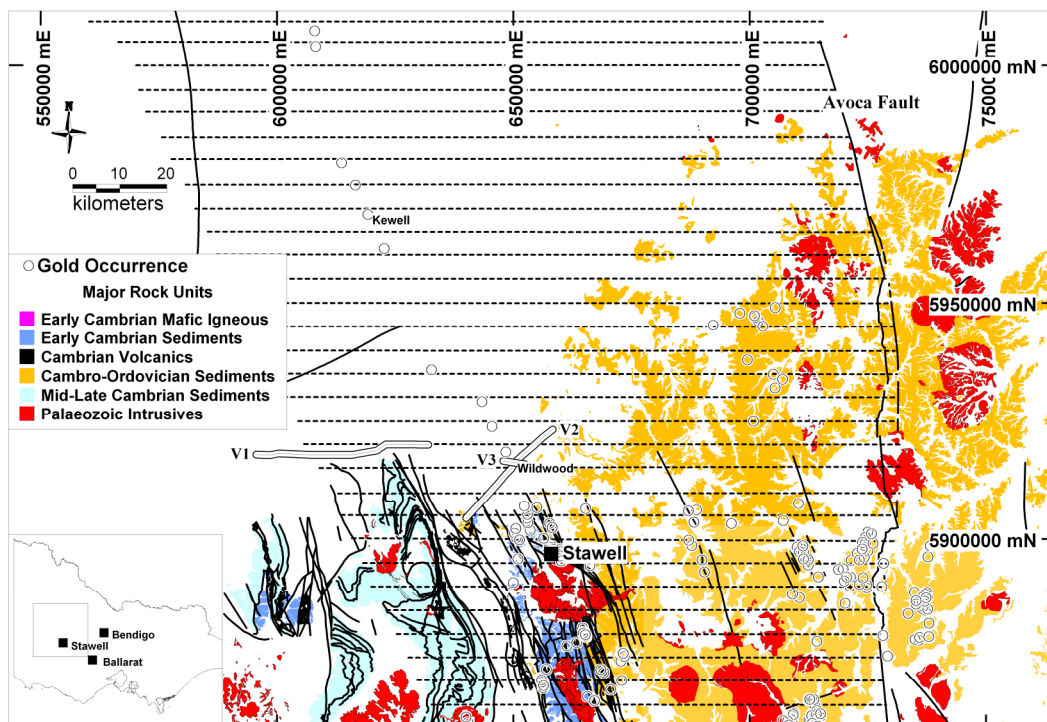 550000 mE
600000 mE
650000 mE
700000 mE
750000 mE
6000000 mN
Avoca Fault
N
0 10 20
kilometers
Kewell
Gold Occurrence
Major Rock Units
Early Cambrian Mafic Igneous
Early Cambrian Sediments
Cambrian Volcanics
Cambro-Ordovician Sediments
Mid-Late Cambrian Sediments
Palaeozoic Intrusives
5950000 mN
V1
V2
V3
Wildwood
Stawell
5900000 mN
Bendigo
Stawell
Ballarat